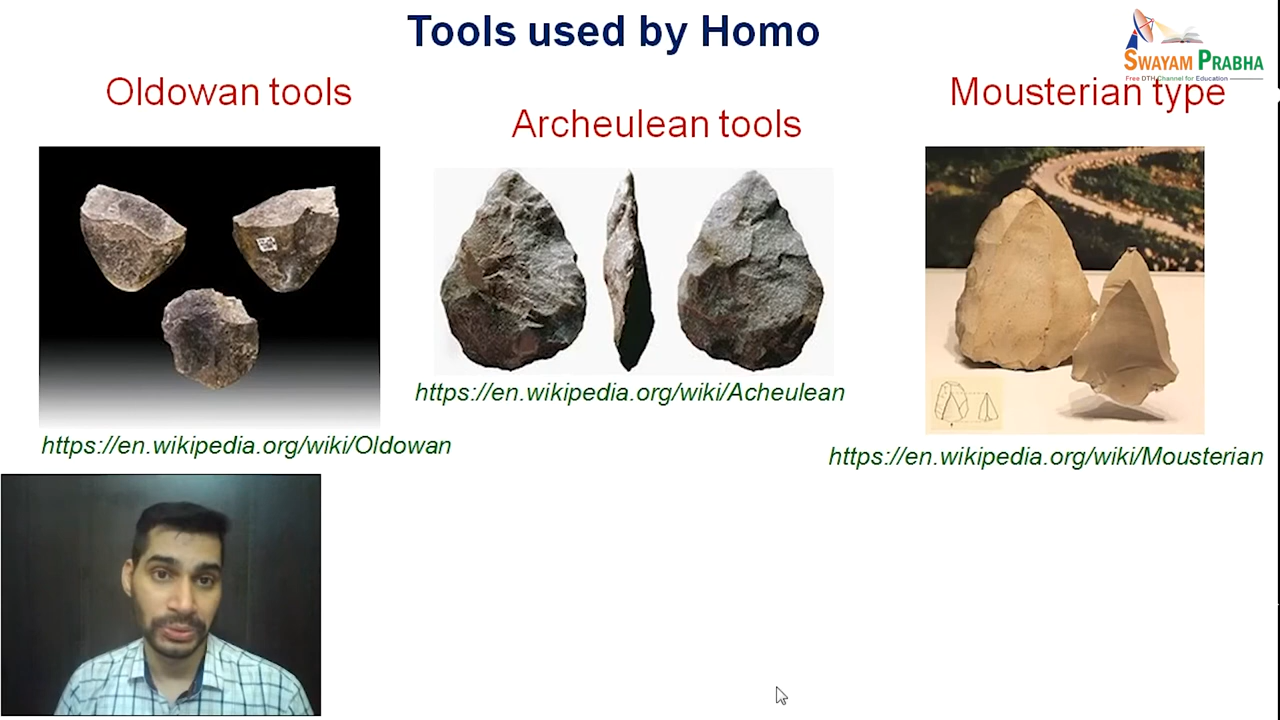 Tools used by Homo
SWAYAM PRABHA
Free DTH Channel for Education
Oldowan tools
Archeulean tools
Mousterian type
https://en.wikipedia.org/wiki/Acheulean
https://en.wikipedia.org/wiki/Oldowan
https://en.wikipedia.org/wiki/Mousterian